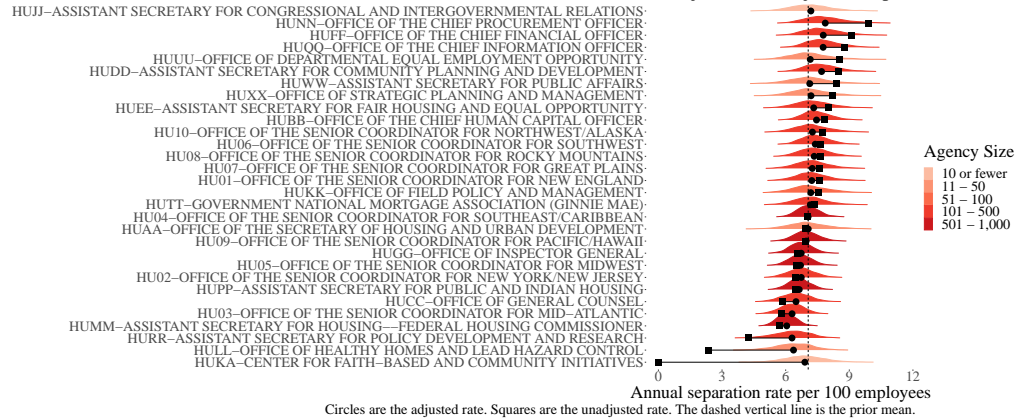 HUJJ−ASSISTANT SECRETARY FOR CONGRESSIONAL AND INTERGOVERNMENTAL RELATIONS
HUNN−OFFICE OF THE CHIEF PROCUREMENT OFFICER
HUFF−OFFICE OF THE CHIEF FINANCIAL OFFICER
HUQQ−OFFICE OF THE CHIEF INFORMATION OFFICER
HUUU−OFFICE OF DEPARTMENTAL EQUAL EMPLOYMENT OPPORTUNITY
HUDD−ASSISTANT SECRETARY FOR COMMUNITY PLANNING AND DEVELOPMENT
HUWW−ASSISTANT SECRETARY FOR PUBLIC AFFAIRS
HUXX−OFFICE OF STRATEGIC PLANNING AND MANAGEMENT
HUEE−ASSISTANT SECRETARY FOR FAIR HOUSING AND EQUAL OPPORTUNITY
HUBB−OFFICE OF THE CHIEF HUMAN CAPITAL OFFICER
HU10−OFFICE OF THE SENIOR COORDINATOR FOR NORTHWEST/ALASKA
HU06−OFFICE OF THE SENIOR COORDINATOR FOR SOUTHWEST
HU08−OFFICE OF THE SENIOR COORDINATOR FOR ROCKY MOUNTAINS
HU07−OFFICE OF THE SENIOR COORDINATOR FOR GREAT PLAINS
HU01−OFFICE OF THE SENIOR COORDINATOR FOR NEW ENGLAND
HUKK−OFFICE OF FIELD POLICY AND MANAGEMENT
HUTT−GOVERNMENT NATIONAL MORTGAGE ASSOCIATION (GINNIE MAE)
HU04−OFFICE OF THE SENIOR COORDINATOR FOR SOUTHEAST/CARIBBEAN
HUAA−OFFICE OF THE SECRETARY OF HOUSING AND URBAN DEVELOPMENT
HU09−OFFICE OF THE SENIOR COORDINATOR FOR PACIFIC/HAWAII
HUGG−OFFICE OF INSPECTOR GENERAL
HU05−OFFICE OF THE SENIOR COORDINATOR FOR MIDWEST
HU02−OFFICE OF THE SENIOR COORDINATOR FOR NEW YORK/NEW JERSEY
HUPP−ASSISTANT SECRETARY FOR PUBLIC AND INDIAN HOUSING
HUCC−OFFICE OF GENERAL COUNSEL
HU03−OFFICE OF THE SENIOR COORDINATOR FOR MID−ATLANTIC
HUMM−ASSISTANT SECRETARY FOR HOUSING−−FEDERAL HOUSING COMMISSIONER
HURR−ASSISTANT SECRETARY FOR POLICY DEVELOPMENT AND RESEARCH
HULL−OFFICE OF HEALTHY HOMES AND LEAD HAZARD CONTROL
HUKA−CENTER FOR FAITH−BASED AND COMMUNITY INITIATIVES
0 3 6 9 12
Annual separation rate per 100 employees
Circles are the adjusted rate. Squares are the unadjusted rate. The dashed vertical line is the prior mean.
Agency Size
10 or fewer
11 − 50
51 − 100
101 − 500
501 − 1,000